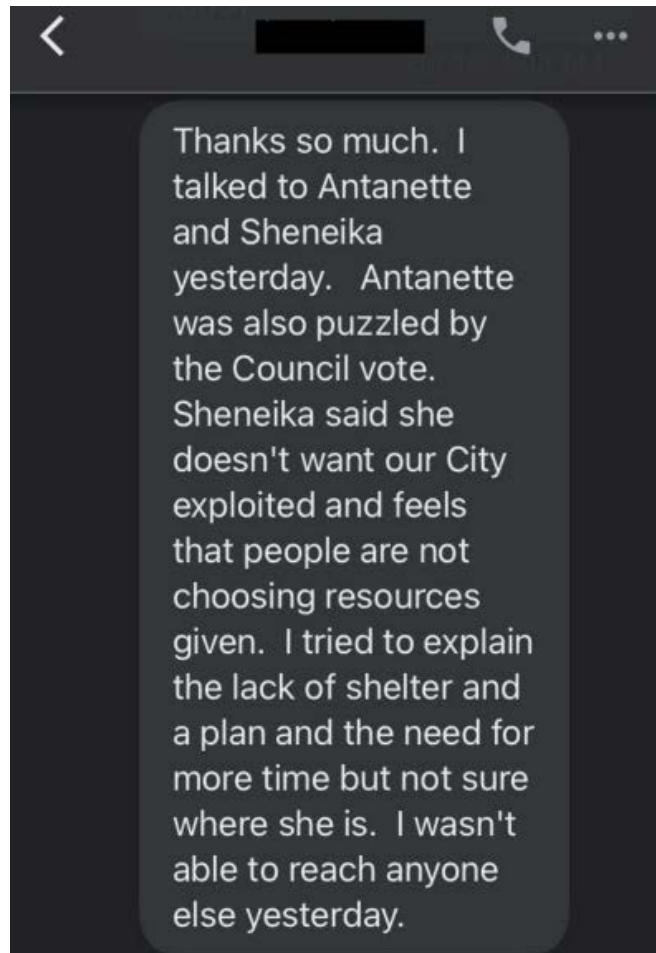 Thanks so much.  I
talked to Antanette
and Sheneika
yesterday.   Antanette
was also puzzled by
the Council vote.
Sheneika said she
doesn't want our City
exploited and feels
that people are not
choosing resources
given.  I tried to explain
the lack of shelter and
a plan and the need for
more time but not sure
where she is.  I wasn't
able to reach anyone
else yesterday.